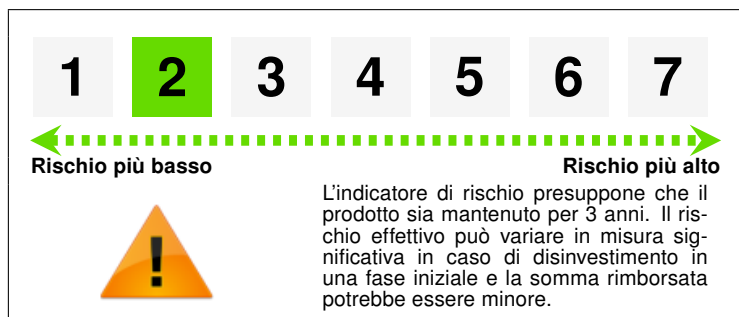 1 2 3 4 5 6 7
Rischio più basso Rischio più alto
L'indicatore di rischio presuppone che il
prodotto sia mantenuto per 3 anni. Il ris-
chio effettivo può variare in misura sig-
nificativa in caso di disinvestimento in
una fase iniziale e la somma rimborsata
potrebbe essere minore.
!